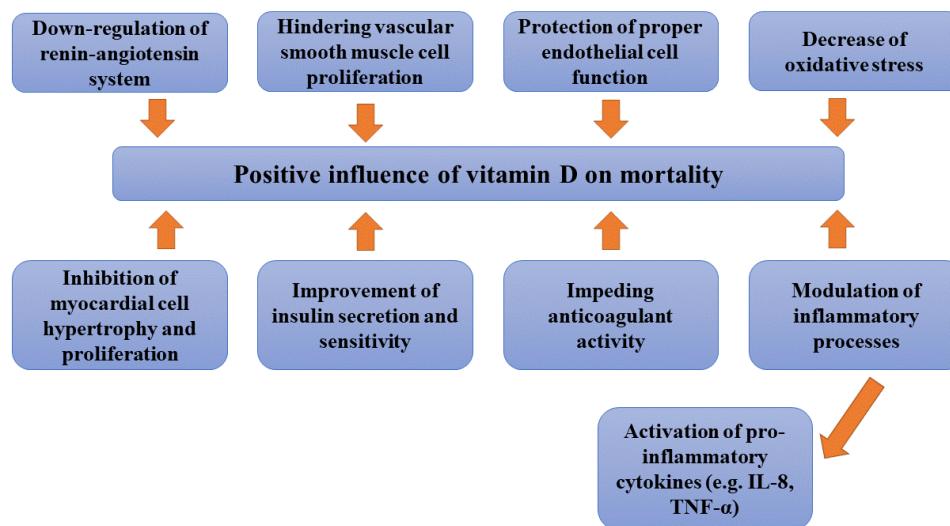 Down-regulation of
renin-angiotensin
system
Hindering vascular
smooth muscle cell
proliferation
Protection of proper
endothelial cell
function
Decrease of
oxidative stress
Positive influence of vitamin D on mortality
Inhibition of
myocardial cell
hypertrophy and
proliferation
Improvement of
insulin secretion and
sensitivity
Impeding
anticoagulant
activity
Modulation of
inflammatory
processes
Activation of pro-
inflammatory
cytokines (e.g. IL-8,
TNF-α)